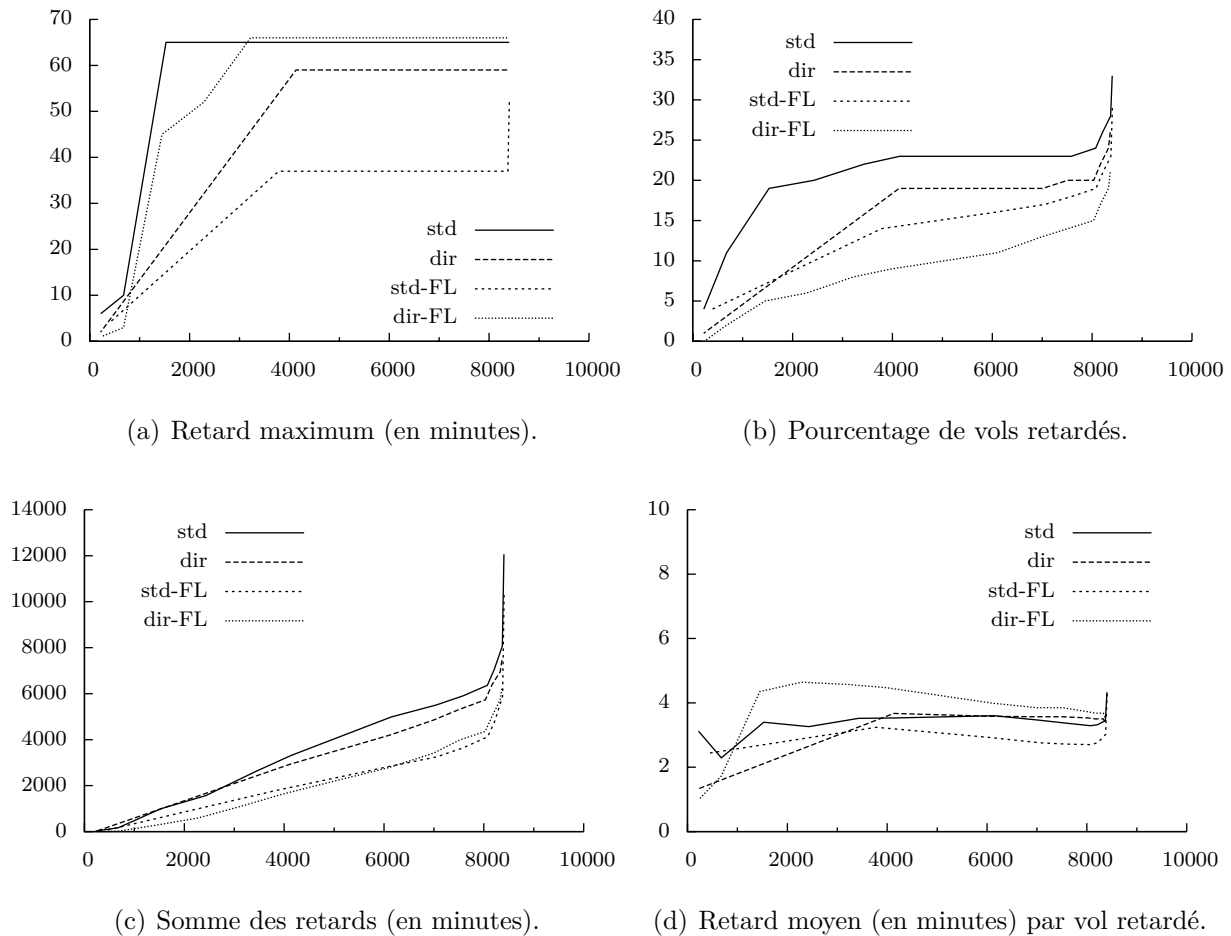 70
60
50
40
30
20
10
0
0 2000 4000 6000 8000 10000
std
dir
std-FL
dir-FL
(a) Retard maximum (en minutes).
40
35
30
25
20
15
10
5
0
0 2000 4000 6000 8000 10000
std
dir
std-FL
dir-FL
(b) Pourcentage de vols retardés.
14000
12000
10000
8000
6000
4000
2000
0
0 2000 4000 6000 8000 10000
std
dir
std-FL
dir-FL
(c) Somme des retards (en minutes).
10
8
6
4
2
0
0 2000 4000 6000 8000 10000
std
dir
std-FL
dir-FL
(d) Retard moyen (en minutes) par vol retardé.